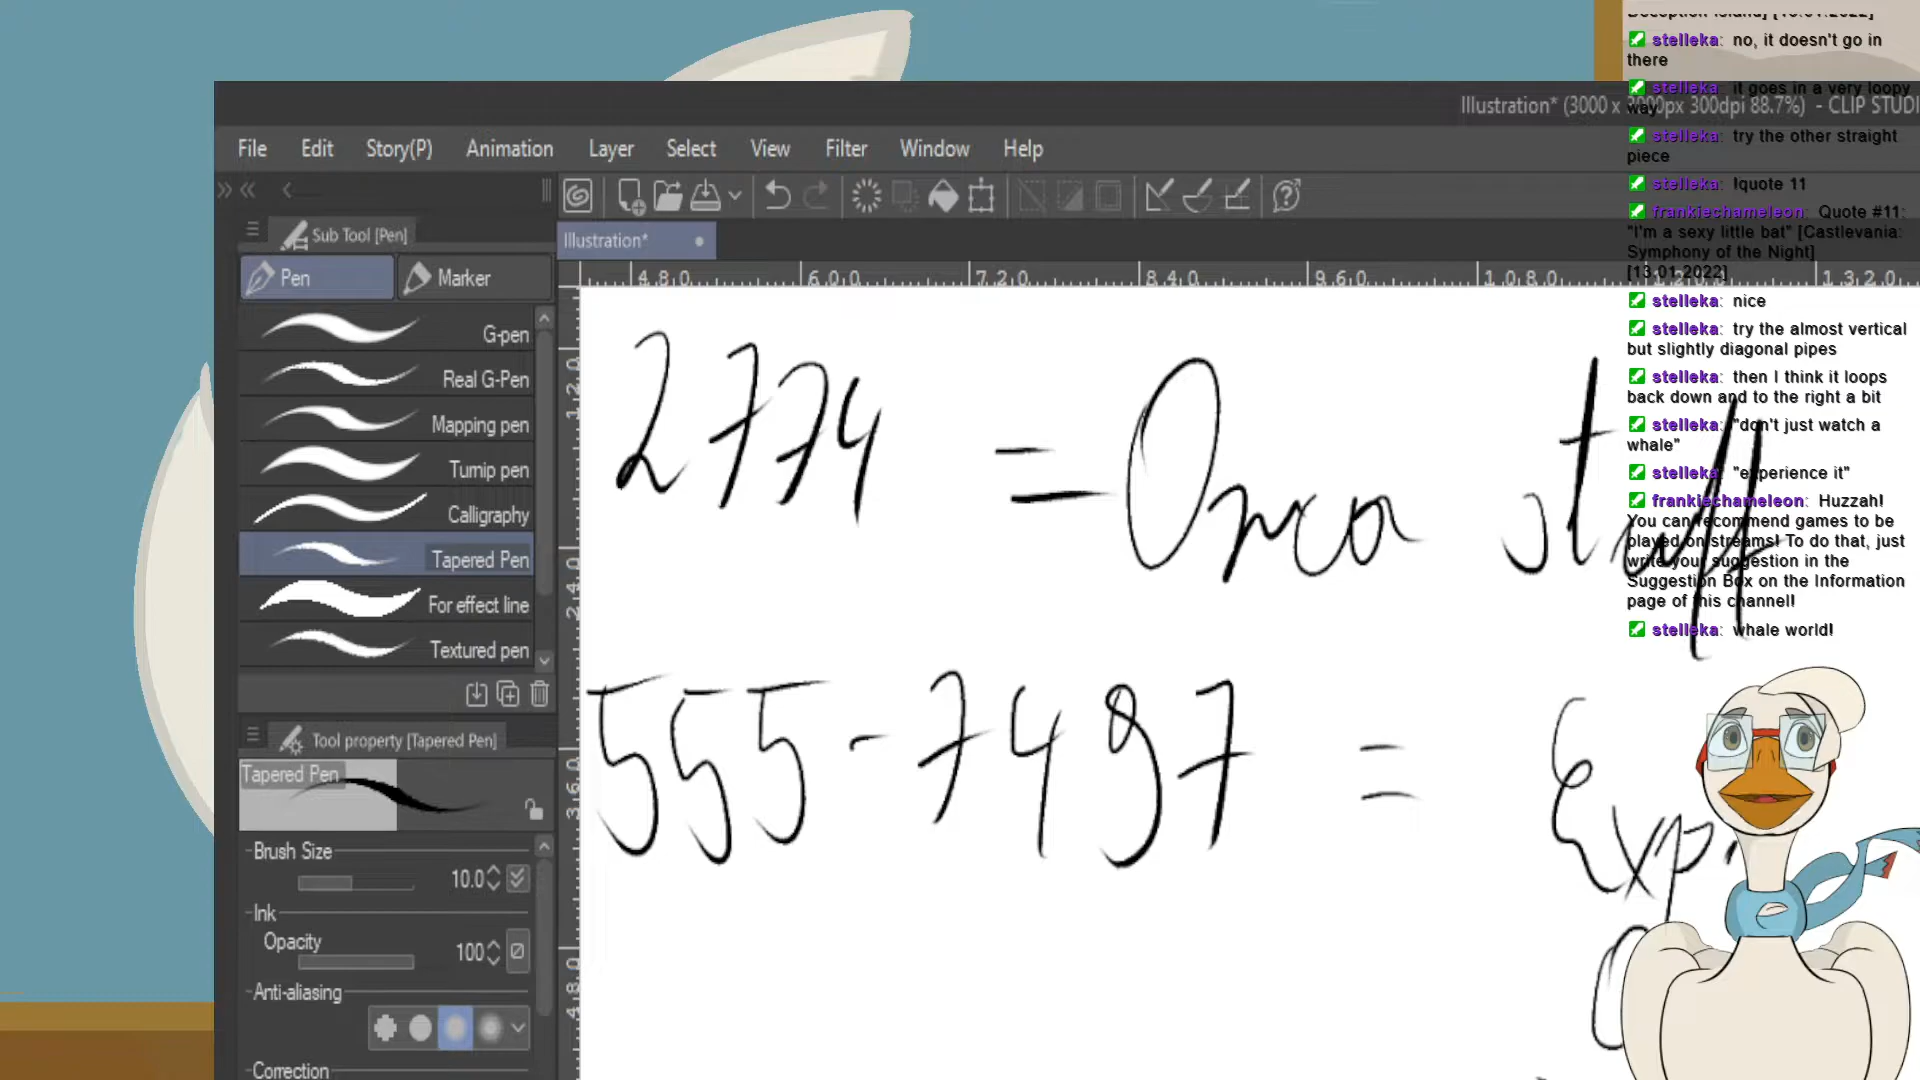 Illustration* (3000 x 3000px 300dpi 88.7%) - CLIP STUDI
File Edit Story(P) Animation Layer Select View Filter Window Help
Sub Tool [Pen]
Illustration*
Pen
Marker
480 600 720 840 960 1080 1200 1320
G-pen
Real G-Pen
Mapping pen
Turnip pen
Calligraphy
Tapered Pen
For effect line
Textured pen
Tool property [Tapered Pen]
Tapered Pen
Brush Size
10.0
Ink
Opacity
100
Anti-aliasing
Correction
120
240
360
480
2774 = Orca stuff
555-7497 = Exp.
Deception Island] [13.01.2022]
stelleka: no, it doesn't go in
there
stelleka: it goes in a very loopy
way
stelleka: try the other straight
piece
stelleka: !quote 11
frankiechameleon: Quote #11:
"I'm a sexy little bat" [Castlevania:
Symphony of the Night]
[13.01.2022]
stelleka: nice
stelleka: try the almost vertical
but slightly diagonal pipes
stelleka: then I think it loops
back down and to the right a bit
stelleka: "don't just watch a
whale"
stelleka: "experience it"
frankiechameleon: Huzzah!
You can recommend games to be
played on streams! To do that, just
write your suggestion in the
Suggestion Box on the Information
page of this channel!
stelleka: whale world!